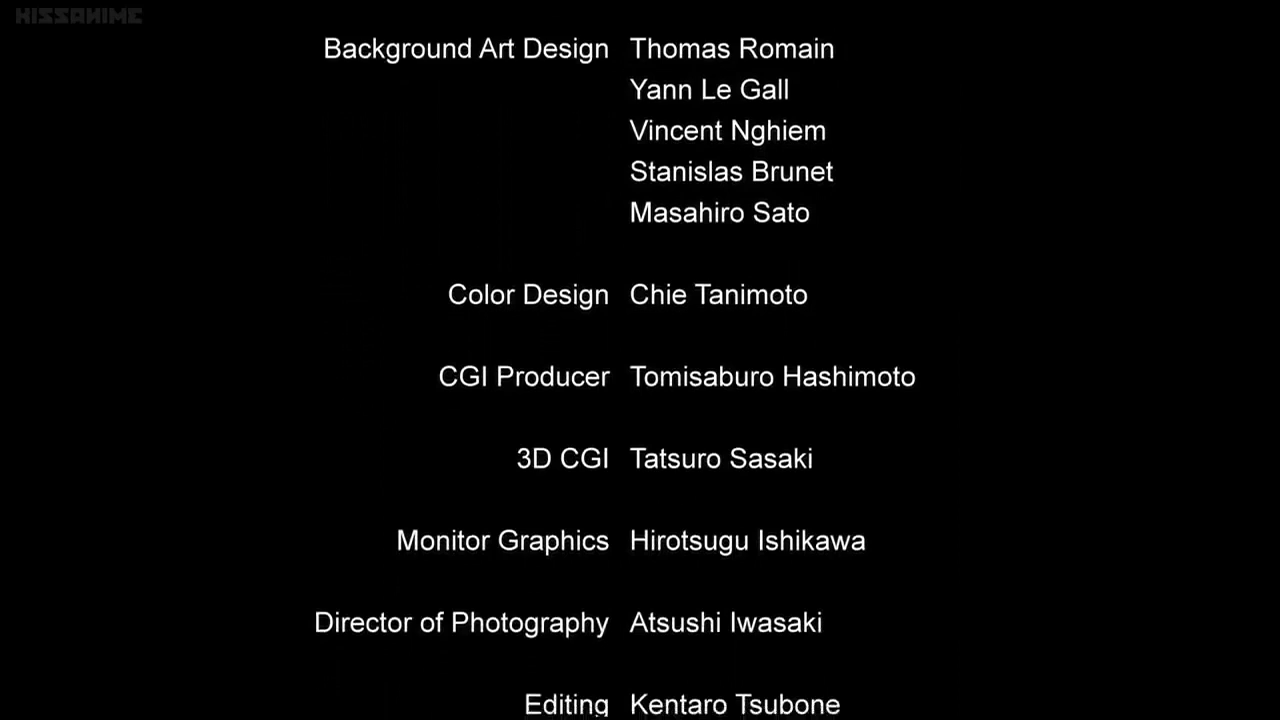 KISSANIME
Background Art Design Thomas Romain
Yann Le Gall
Vincent Nghiem
Stanislas Brunet
Masahiro Sato
Color Design Chie Tanimoto
CGI Producer Tomisaburo Hashimoto
3D CGI Tatsuro Sasaki
Monitor Graphics Hirotsugu Ishikawa
Director of Photography Atsushi Iwasaki
Editing Kentaro Tsubone